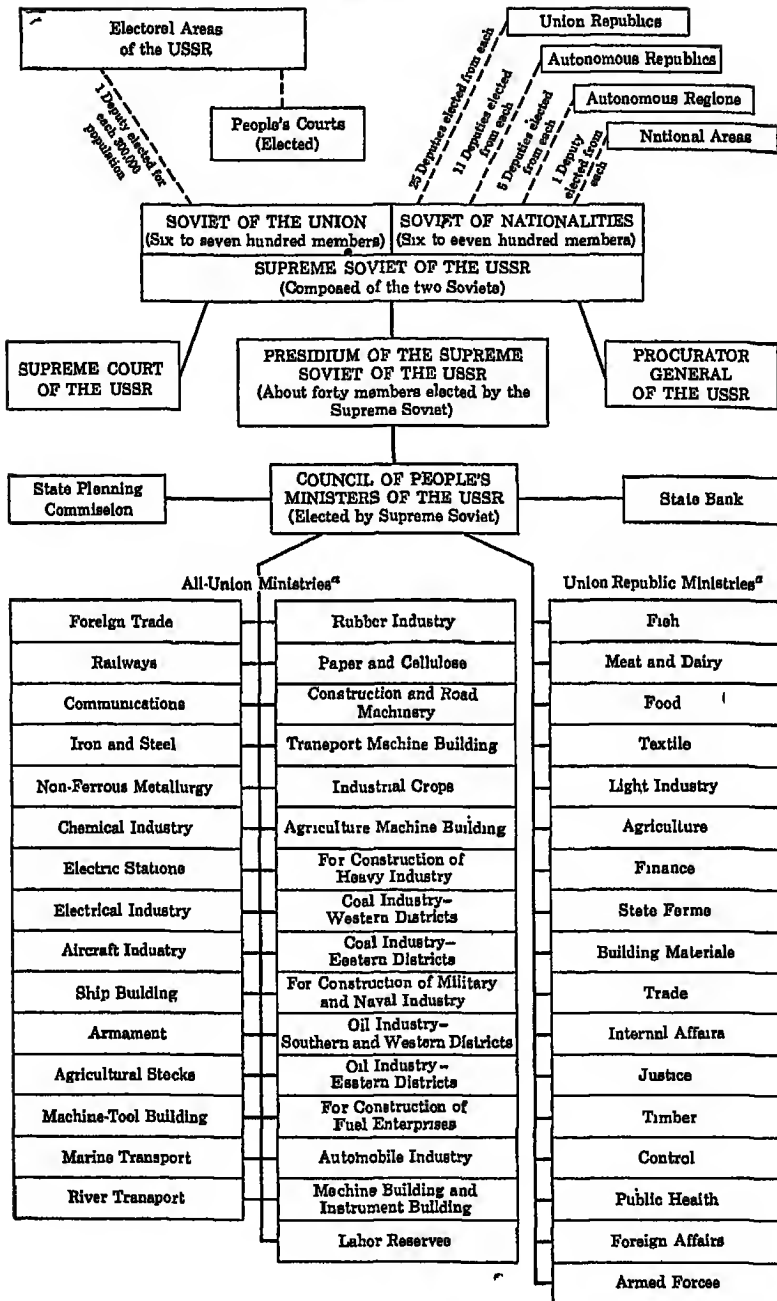 Electoral Areas
of the USSR
Union Republics
Autonomous Republics
Autonomous Regions
National Areas
People's Courts
(Elected)
1 Deputy elected for
each 300,000
population
25 Deputies elected from each
11 Deputies elected
from each
5 Deputies elected
from each
1 Deputy
elected from
each
SOVIET OF THE UNION
(Six to seven hundred members)
SOVIET OF NATIONALITIES
(Six to seven hundred members)
SUPREME SOVIET OF THE USSR
(Composed of the two Soviets)
SUPREME COURT
OF THE USSR
PRESIDIUM OF THE SUPREME
SOVIET OF THE USSR
(About forty members elected by the
Supreme Soviet)
PROCURATOR
GENERAL
OF THE USSR
State Planning
Commission
COUNCIL OF PEOPLE'S
MINISTERS OF THE USSR
(Elected by Supreme Soviet)
State Bank
All-Union Ministriesᵃ
Foreign Trade
Railways
Communications
Iron and Steel
Non-Ferrous Metallurgy
Chemical Industry
Electric Stations
Electrical Industry
Aircraft Industry
Ship Building
Armament
Agricultural Stocks
Machine-Tool Building
Marine Transport
River Transport
Rubber Industry
Paper and Cellulose
Construction and Road
Machinery
Transport Machine Building
Industrial Crops
Agriculture Machine Building
For Construction of
Heavy Industry
Coal Industry–
Western Districts
Coal Industry–
Eastern Districts
For Construction of Military
and Naval Industry
Oil Industry–
Southern and Western Districts
Oil Industry–
Eastern Districts
For Construction of
Fuel Enterprises
Automobile Industry
Machine Building and
Instrument Building
Labor Reserves
Union Republic Ministriesᵃ
Fish
Meat and Dairy
Food
Textile
Light Industry
Agriculture
Finance
State Farms
Building Materials
Trade
Internal Affairs
Justice
Timber
Control
Public Health
Foreign Affairs
Armed Forces